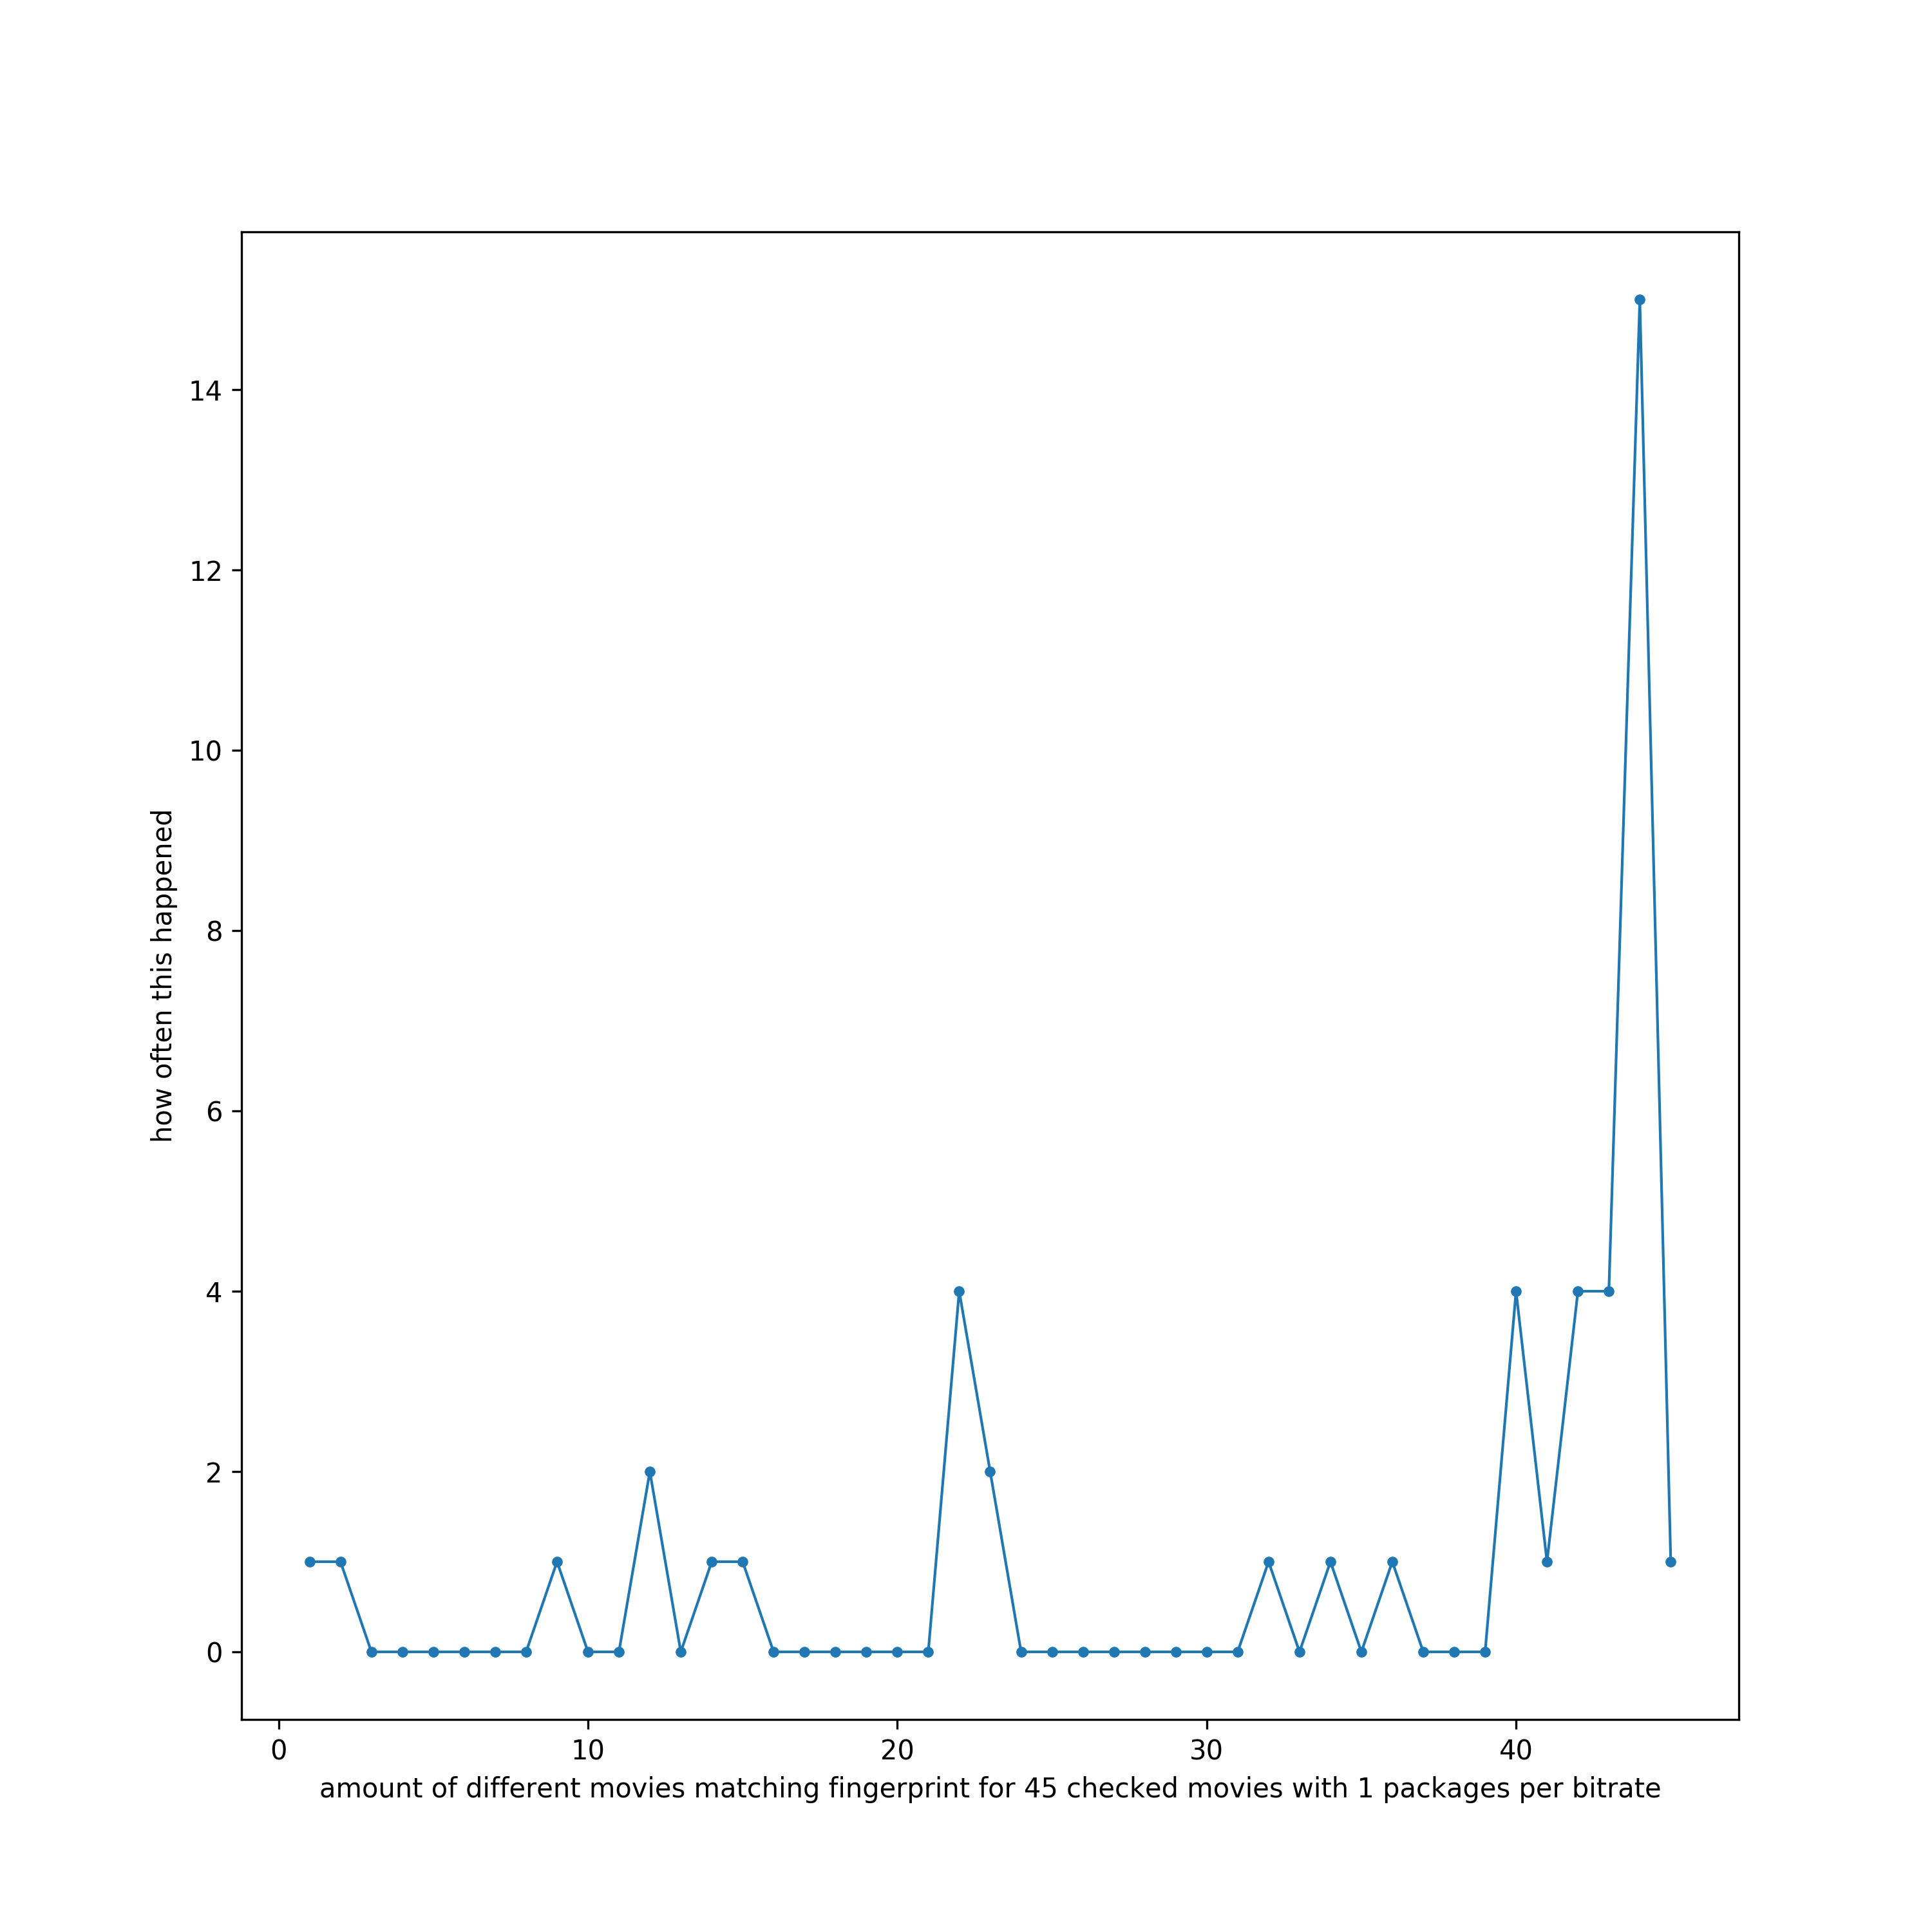 14
12
10
8
6
4
2
0
how often this happened
0 10 20 30 40
amount of different movies matching fingerprint for 45 checked movies with 1 packages per bitrate